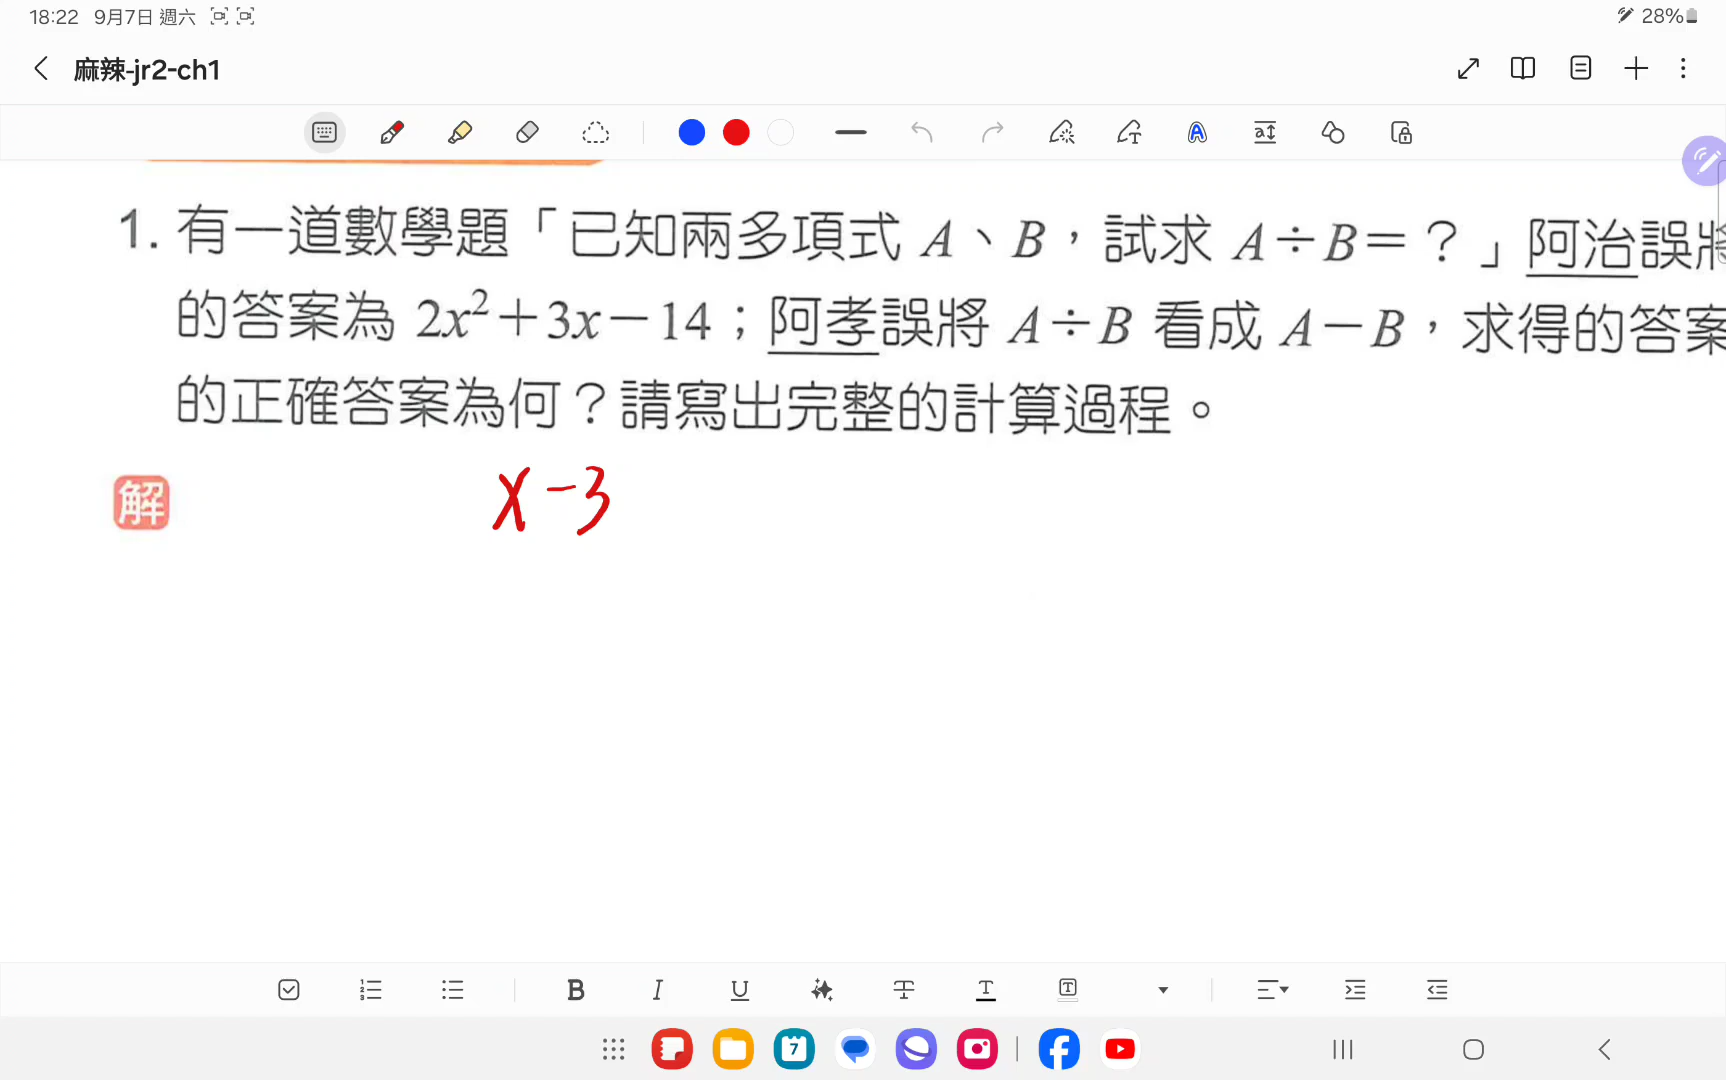 18:22 9月7日 週六
28%
麻辣-jr2-ch1
1. 有一道數學題「已知兩多項式 A、B，試求 A÷B＝？」阿治誤將
的答案為 2x²＋3x－14；阿孝誤將 A÷B 看成 A－B，求得的答案
的正確答案為何？請寫出完整的計算過程。
解
x-3
7